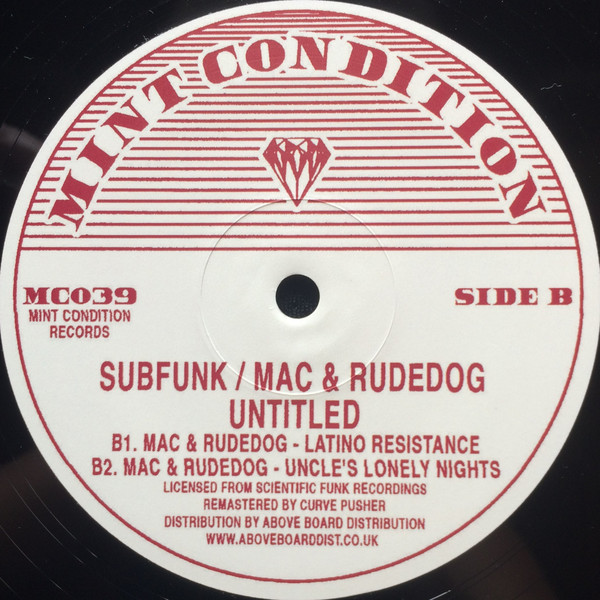 MINT CONDITION
MC039
MINT CONDITION
RECORDS
SIDE B
SUBFUNK / MAC & RUDEDOG
UNTITLED
B1. MAC & RUDEDOG - LATINO RESISTANCE
B2. MAC & RUDEDOG - UNCLE'S LONELY NIGHTS
LICENSED FROM SCIENTIFIC FUNK RECORDINGS
REMASTERED BY CURVE PUSHER
DISTRIBUTION BY ABOVE BOARD DISTRIBUTION
WWW.ABOVEBOARDDIST.CO.UK